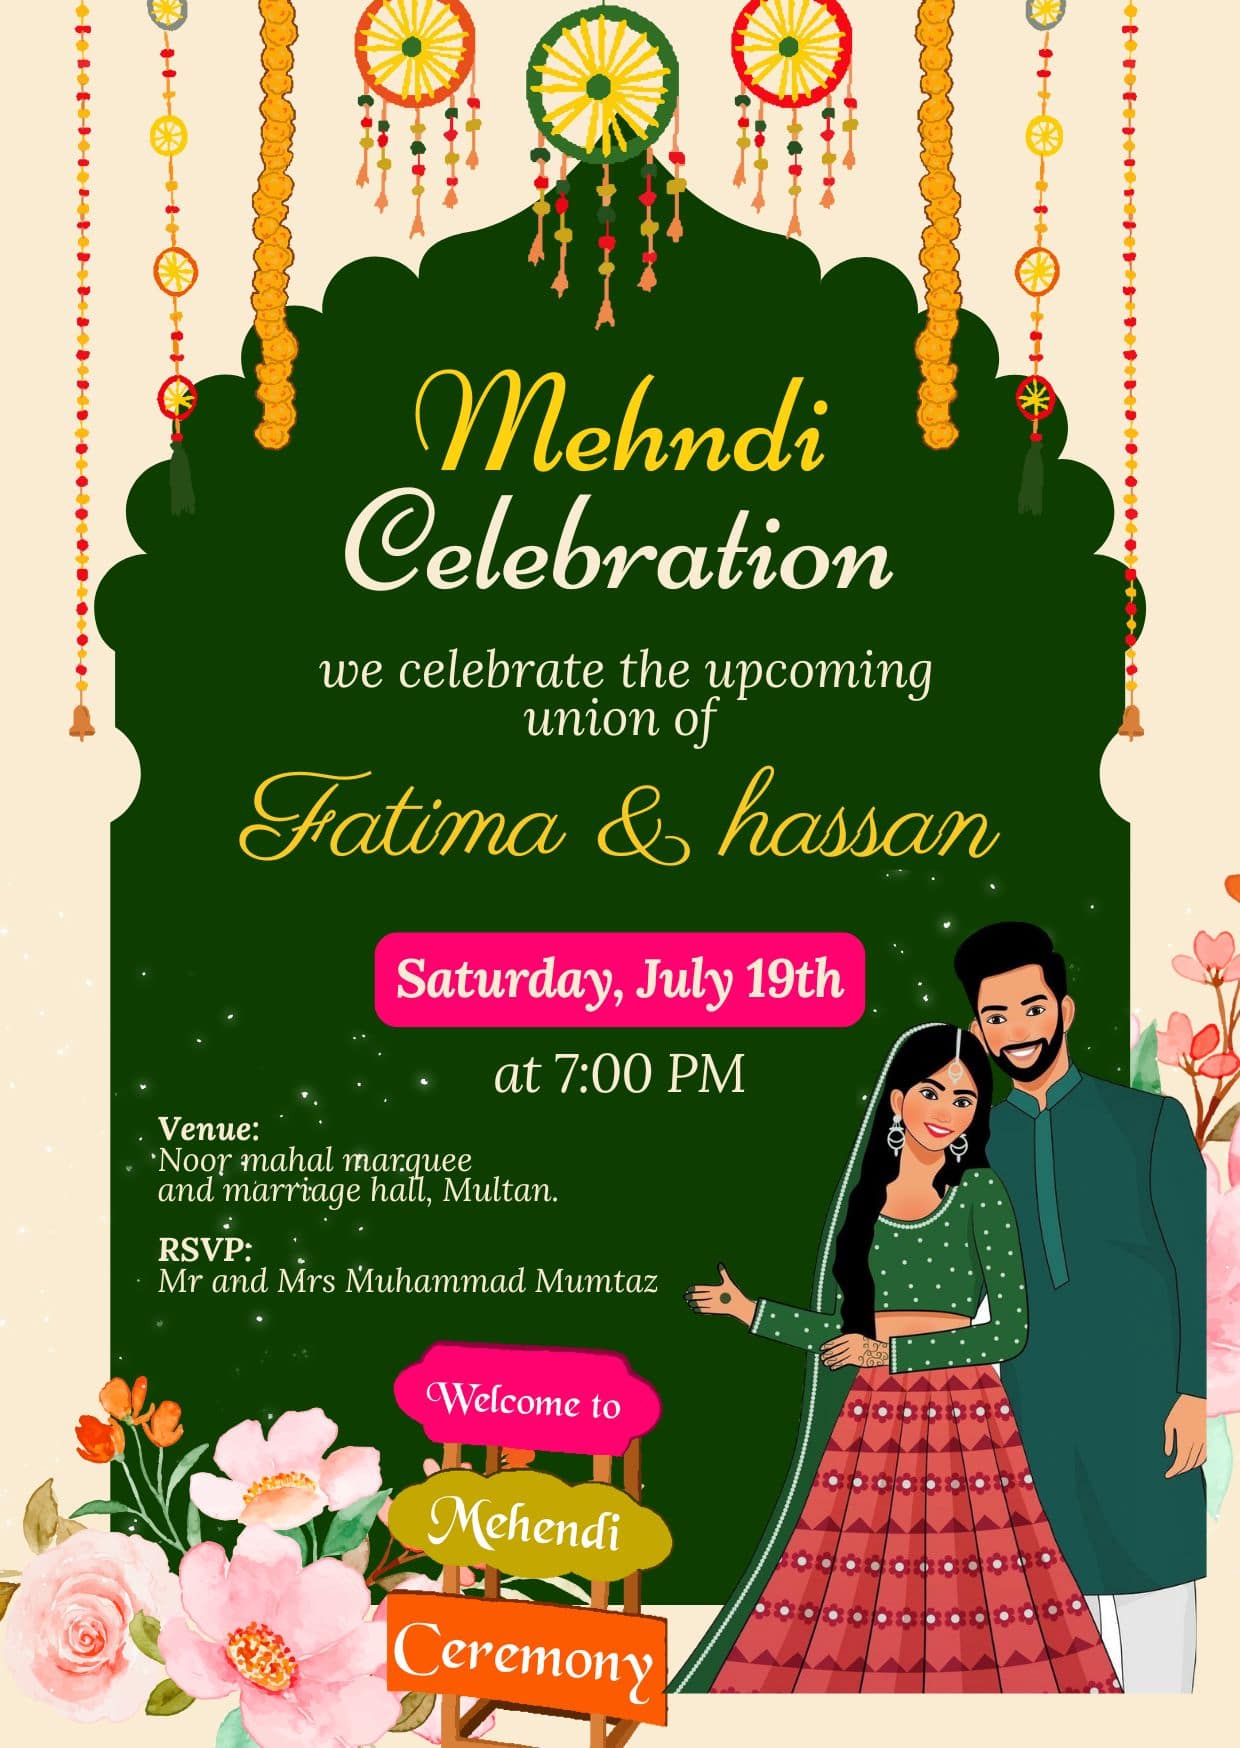 Mehndi
Celebration
we celebrate the upcoming
union of
Fatima & hassan
Saturday, July 19th
at 7:00 PM
Venue:
Noor mahal marquee
and marriage hall, Multan.
RSVP:
Mr and Mrs Muhammad Mumtaz
Welcome to
Mehendi
Ceremony